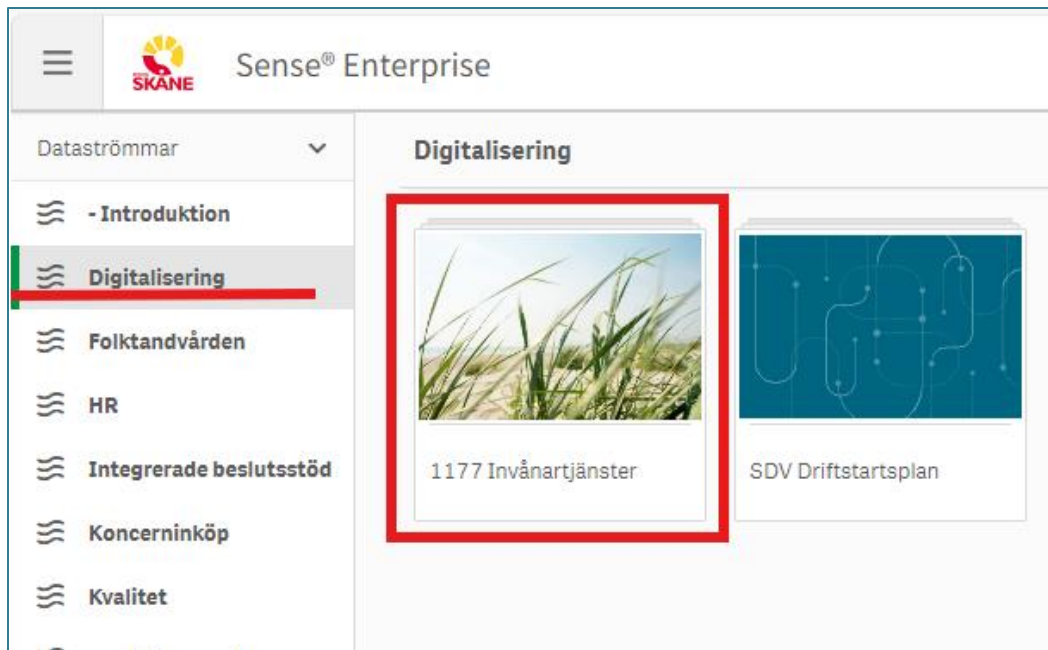 SKÅNE
Sense® Enterprise
Dataströmmar
Digitalisering
- Introduktion
Digitalisering
Folktandvården
HR
Integrerade beslutsstöd
Koncerninköp
Kvalitet
1177 Invånartjänster
SDV Driftstartsplan